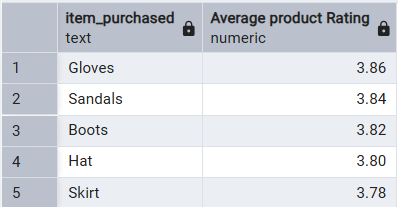 item_purchased Average product Rating
text numeric
1 Gloves 3.86
2 Sandals 3.84
3 Boots 3.82
4 Hat 3.80
5 Skirt 3.78